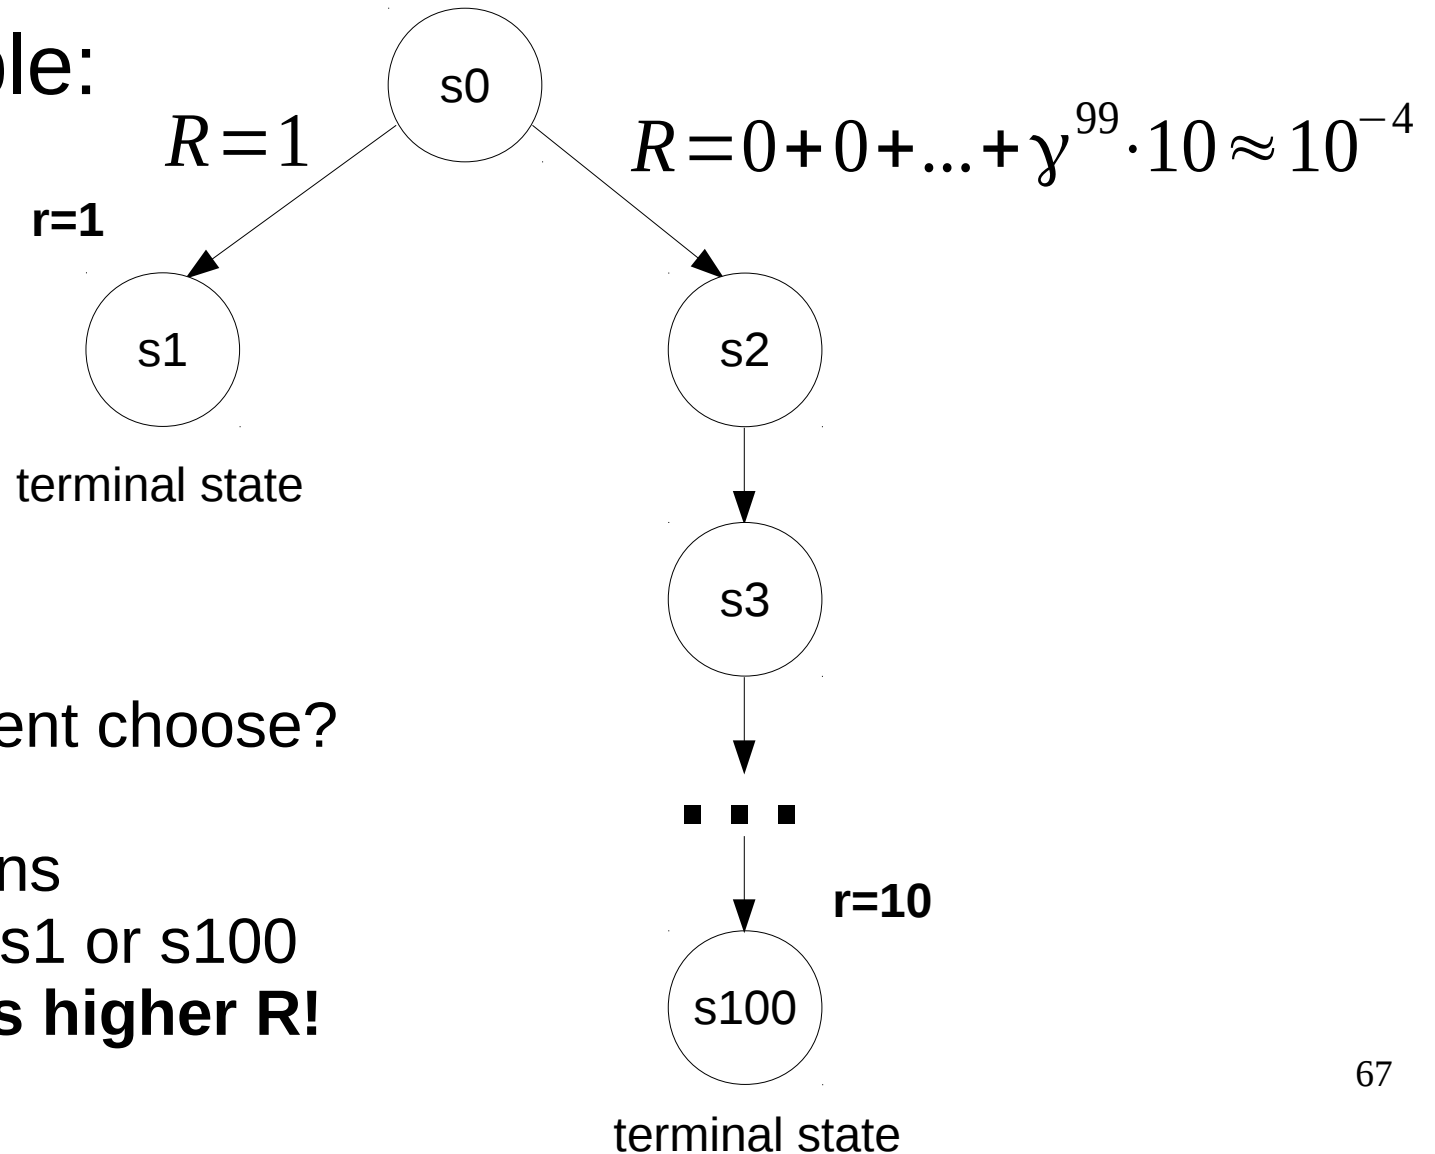 ple:
s0
R=1
R=0+0+...+γ^99·10≈10^−4
r=1
s1
s2
terminal state
s3
ent choose?
...
ns
r=10
s1 or s100
s higher R!
s100
67
terminal state